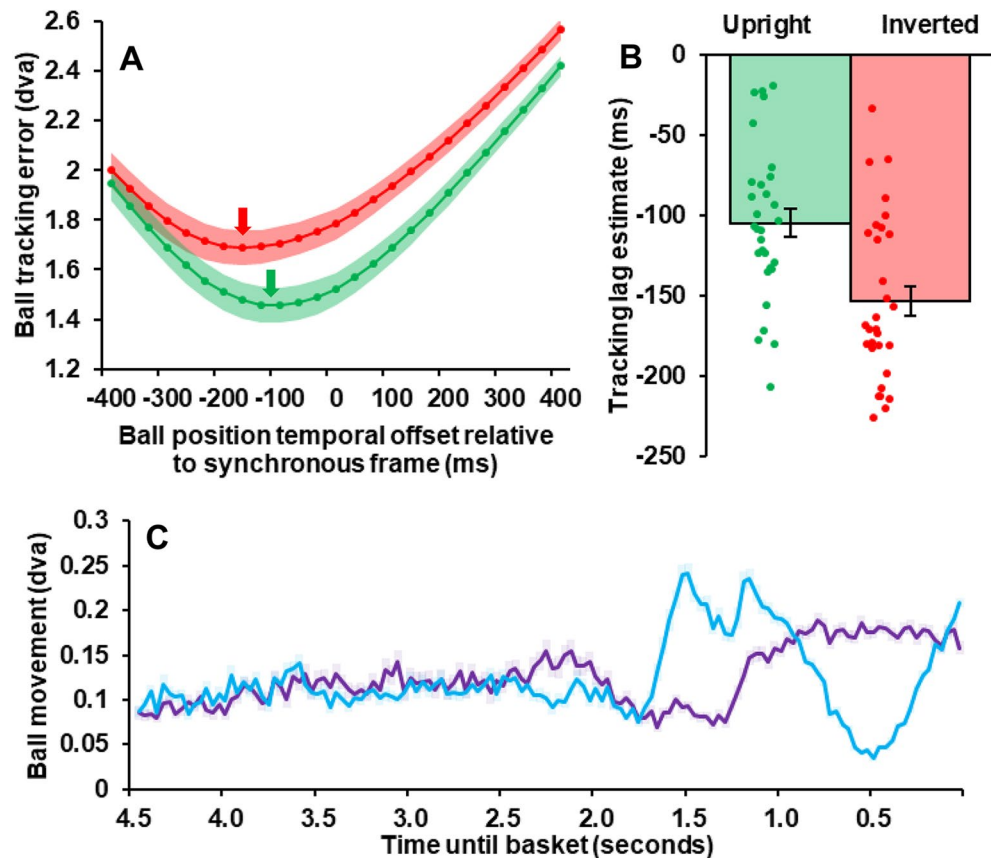 A
Ball tracking error (dva)
2.6
2.4
2.2
2
1.8
1.6
1.4
1.2
-400 -300 -200 -100 0 100 200 300 400
Ball position temporal offset relative
to synchronous frame (ms)
Upright Inverted
B
Tracking lag estimate (ms)
0
-50
-100
-150
-200
-250
C
Ball movement (dva)
0.3
0.25
0.2
0.15
0.1
0.05
0
4.5 4.0 3.5 3.0 2.5 2.0 1.5 1.0 0.5
Time until basket (seconds)